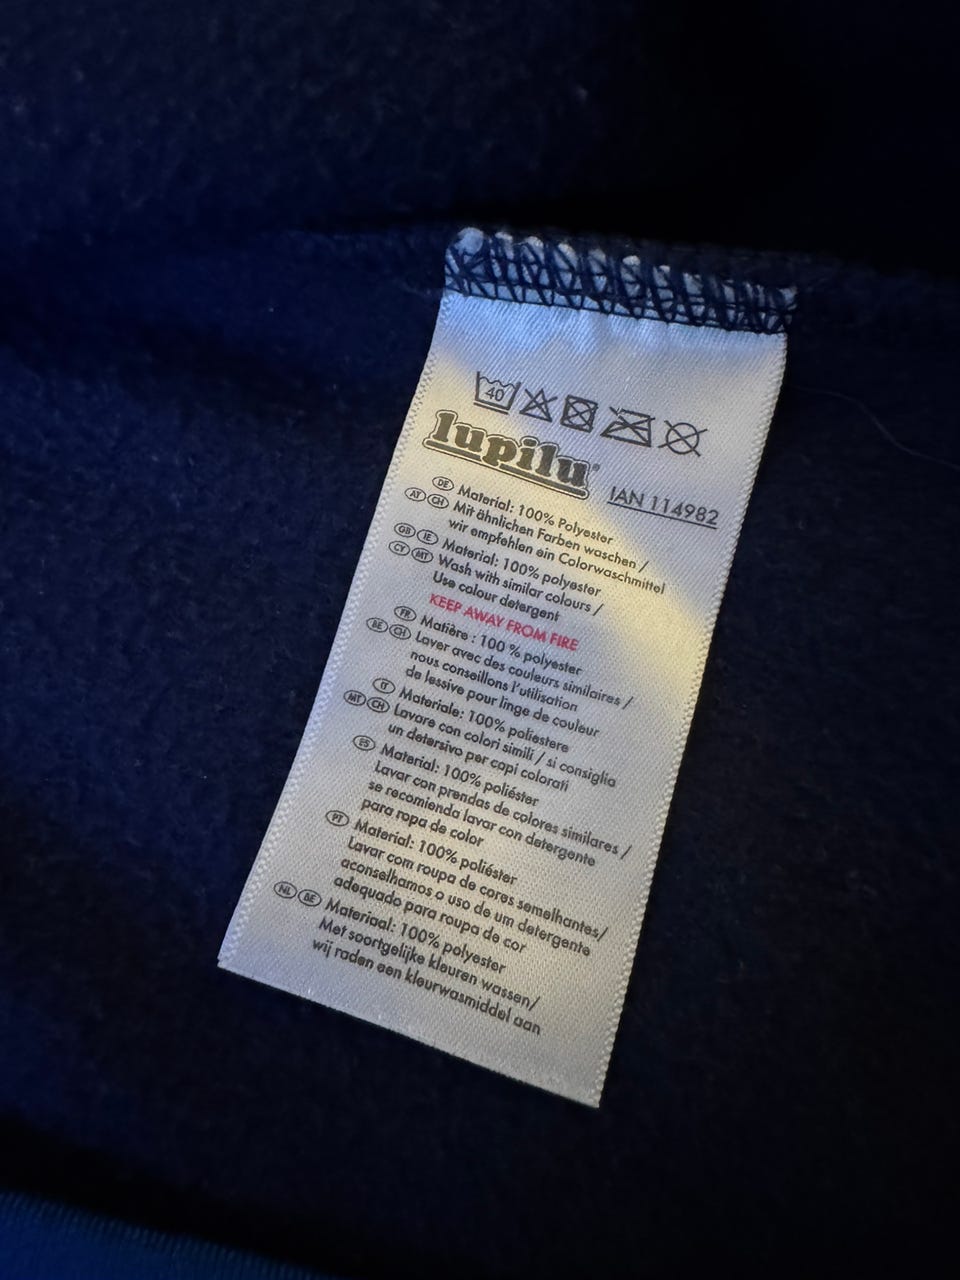 40
lupilu®
IAN 114982
DE Material: 100% Polyester
AT CH Mit ähnlichen Farben waschen /
wir empfehlen ein Colorwaschmittel
GB IE Material: 100% polyester
CY MT Wash with similar colours /
Use colour detergent
KEEP AWAY FROM FIRE
FR Matière : 100 % polyester
BE CH Laver avec des couleurs similaires /
nous conseillons l'utilisation
de lessive pour linge de couleur
IT Materiale: 100% poliestere
MT CH Lavare con colori simili / si consiglia
un detersivo per capi colorati
ES Material: 100% poliéster
Lavar con prendas de colores similares /
se recomienda lavar con detergente
para ropa de color
PT Material: 100% poliéster
Lavar com roupa de cores semelhantes/
aconselhamos o uso de um detergente
adequado para roupa de cor
NL BE Materiaal: 100% polyester
Met soortgelijke kleuren wassen/
wij raden een kleurwasmiddel aan